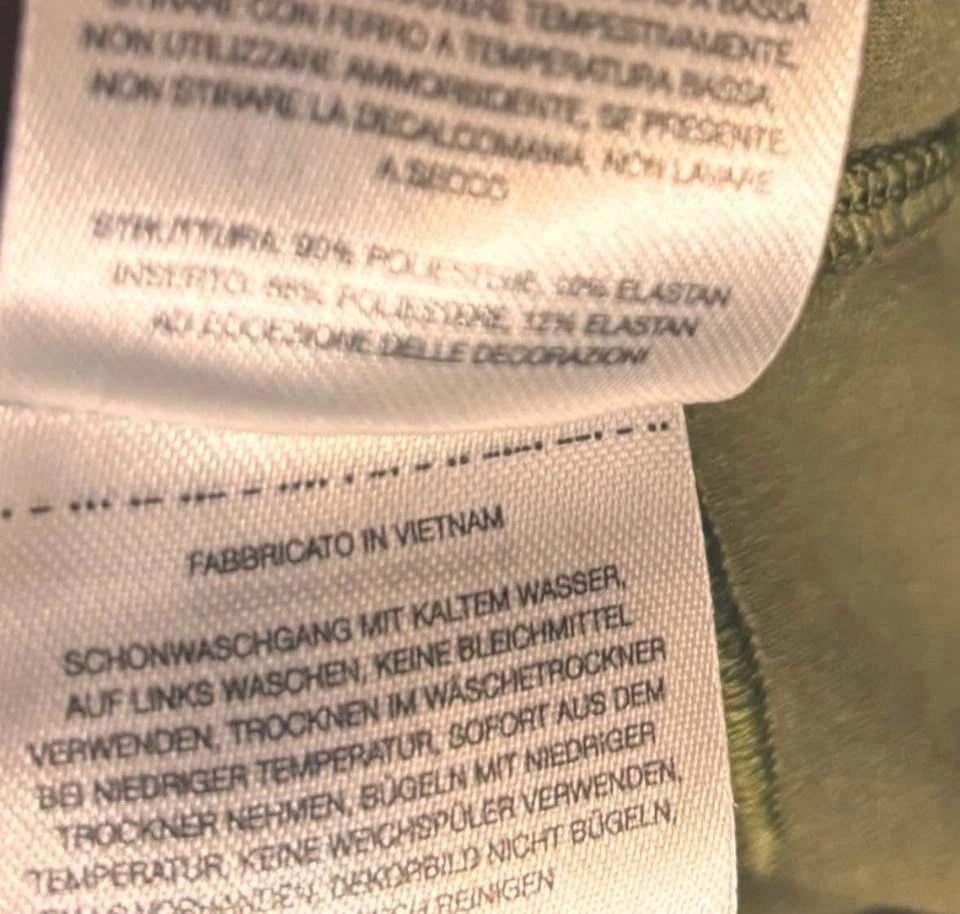 A BASSA
TEMPESTIVAMENTE.
STIRARE CON FERRO A TEMPERATURA BASSA,
NON UTILIZZARE AMMORBIDENTE, SE PRESENTE
NON STIRARE LA DECALCOMANIA, NON LAVARE
A SECCO
STRUTTURA: 90% POLIESTERE, ELASTAN
INSERTO: 88% POLIESTERE, 12% ELASTAN
AD ECCEZIONE DELLE DECORAZIONI
FABBRICATO IN VIETNAM
SCHONWASCHGANG MIT KALTEM WASSER,
AUF LINKS WASCHEN, KEINE BLEICHMITTEL
VERWENDEN, TROCKNEN IM WÄSCHETROCKNER
BEI NIEDRIGER TEMPERATUR, SOFORT AUS DEM
TROCKNER NEHMEN, BÜGELN MIT NIEDRIGER
TEMPERATUR, KEINE WEICHSPÜLER VERWENDEN,
DEKORBILD NICHT BÜGELN,
REINIGEN